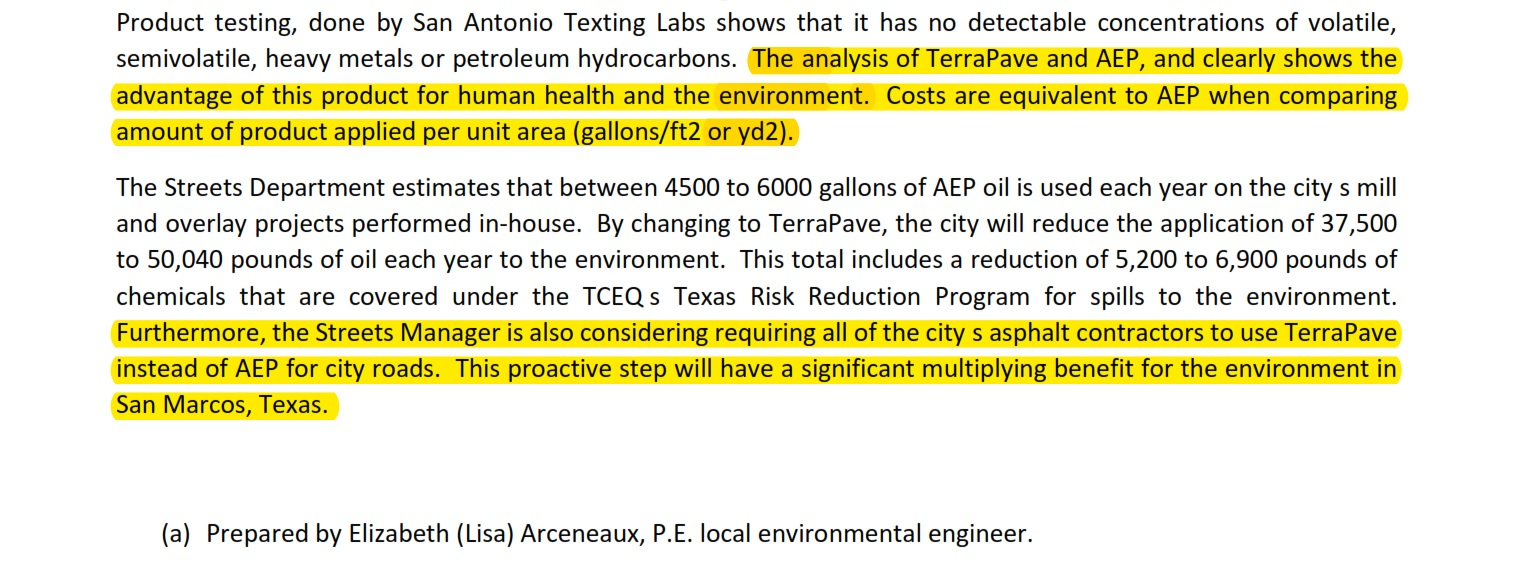 Product testing, done by San Antonio Texting Labs shows that it has no detectable concentrations of volatile,
semivolatile, heavy metals or petroleum hydrocarbons. The analysis of TerraPave and AEP, and clearly shows the
advantage of this product for human health and the environment. Costs are equivalent to AEP when comparing
amount of product applied per unit area (gallons/ft2 or yd2).
The Streets Department estimates that between 4500 to 6000 gallons of AEP oil is used each year on the city s mill
and overlay projects performed in-house. By changing to TerraPave, the city will reduce the application of 37,500
to 50,040 pounds of oil each year to the environment. This total includes a reduction of 5,200 to 6,900 pounds of
chemicals that are covered under the TCEQ s Texas Risk Reduction Program for spills to the environment.
Furthermore, the Streets Manager is also considering requiring all of the city s asphalt contractors to use TerraPave
instead of AEP for city roads. This proactive step will have a significant multiplying benefit for the environment in
San Marcos, Texas.
(a) Prepared by Elizabeth (Lisa) Arceneaux, P.E. local environmental engineer.